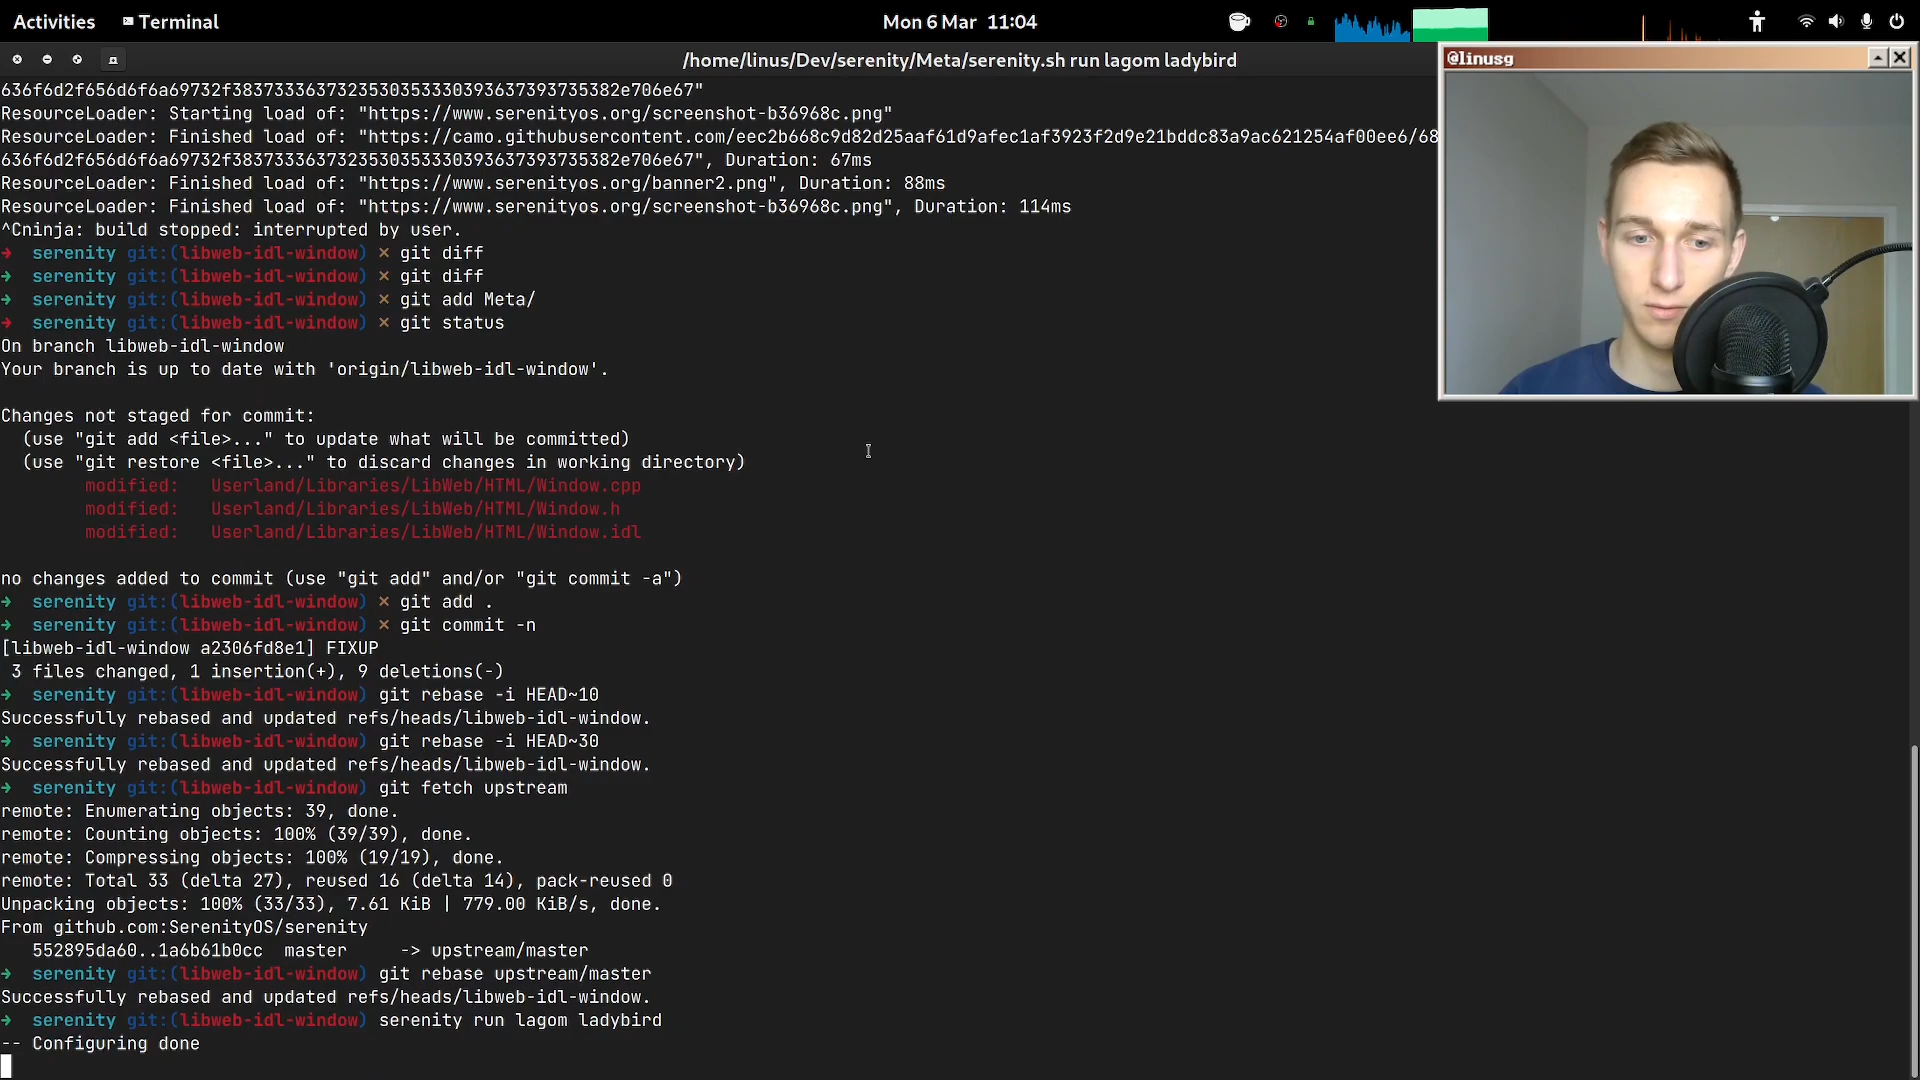 Activities
Terminal
Mon 6 Mar 11:04
/home/linus/Dev/serenity/Meta/serenity.sh run lagom ladybird
@linusg
636f6d2f656d6f6a69732f3837333637323530353330393637393735382e706e67"
ResourceLoader: Starting load of: "https://www.serenityos.org/screenshot-b36968c.png"
ResourceLoader: Finished load of: "https://camo.githubusercontent.com/eec2b668c9d82d25aaf61d9afec1af3923f2d9e21bddc83a9ac621254af00ee6/68
636f6d2f656d6f6a69732f3837333637323530353330393637393735382e706e67", Duration: 67ms
ResourceLoader: Finished load of: "https://www.serenityos.org/banner2.png", Duration: 88ms
ResourceLoader: Finished load of: "https://www.serenityos.org/screenshot-b36968c.png", Duration: 114ms
^Cninja: build stopped: interrupted by user.
➜ serenity git:(libweb-idl-window) ✗ git diff
➜ serenity git:(libweb-idl-window) ✗ git diff
➜ serenity git:(libweb-idl-window) ✗ git add Meta/
➜ serenity git:(libweb-idl-window) ✗ git status
On branch libweb-idl-window
Your branch is up to date with 'origin/libweb-idl-window'.
Changes not staged for commit:
(use "git add <file>..." to update what will be committed)
(use "git restore <file>..." to discard changes in working directory)
modified: Userland/Libraries/LibWeb/HTML/Window.cpp
modified: Userland/Libraries/LibWeb/HTML/Window.h
modified: Userland/Libraries/LibWeb/HTML/Window.idl
no changes added to commit (use "git add" and/or "git commit -a")
➜ serenity git:(libweb-idl-window) ✗ git add .
➜ serenity git:(libweb-idl-window) ✗ git commit -n
[libweb-idl-window a2306fd8e1] FIXUP
3 files changed, 1 insertion(+), 9 deletions(-)
➜ serenity git:(libweb-idl-window) git rebase -i HEAD~10
Successfully rebased and updated refs/heads/libweb-idl-window.
➜ serenity git:(libweb-idl-window) git rebase -i HEAD~30
Successfully rebased and updated refs/heads/libweb-idl-window.
➜ serenity git:(libweb-idl-window) git fetch upstream
remote: Enumerating objects: 39, done.
remote: Counting objects: 100% (39/39), done.
remote: Compressing objects: 100% (19/19), done.
remote: Total 33 (delta 27), reused 16 (delta 14), pack-reused 0
Unpacking objects: 100% (33/33), 7.61 KiB | 779.00 KiB/s, done.
From github.com:SerenityOS/serenity
552895da60..1a6b61b0cc master -> upstream/master
➜ serenity git:(libweb-idl-window) git rebase upstream/master
Successfully rebased and updated refs/heads/libweb-idl-window.
➜ serenity git:(libweb-idl-window) serenity run lagom ladybird
-- Configuring done